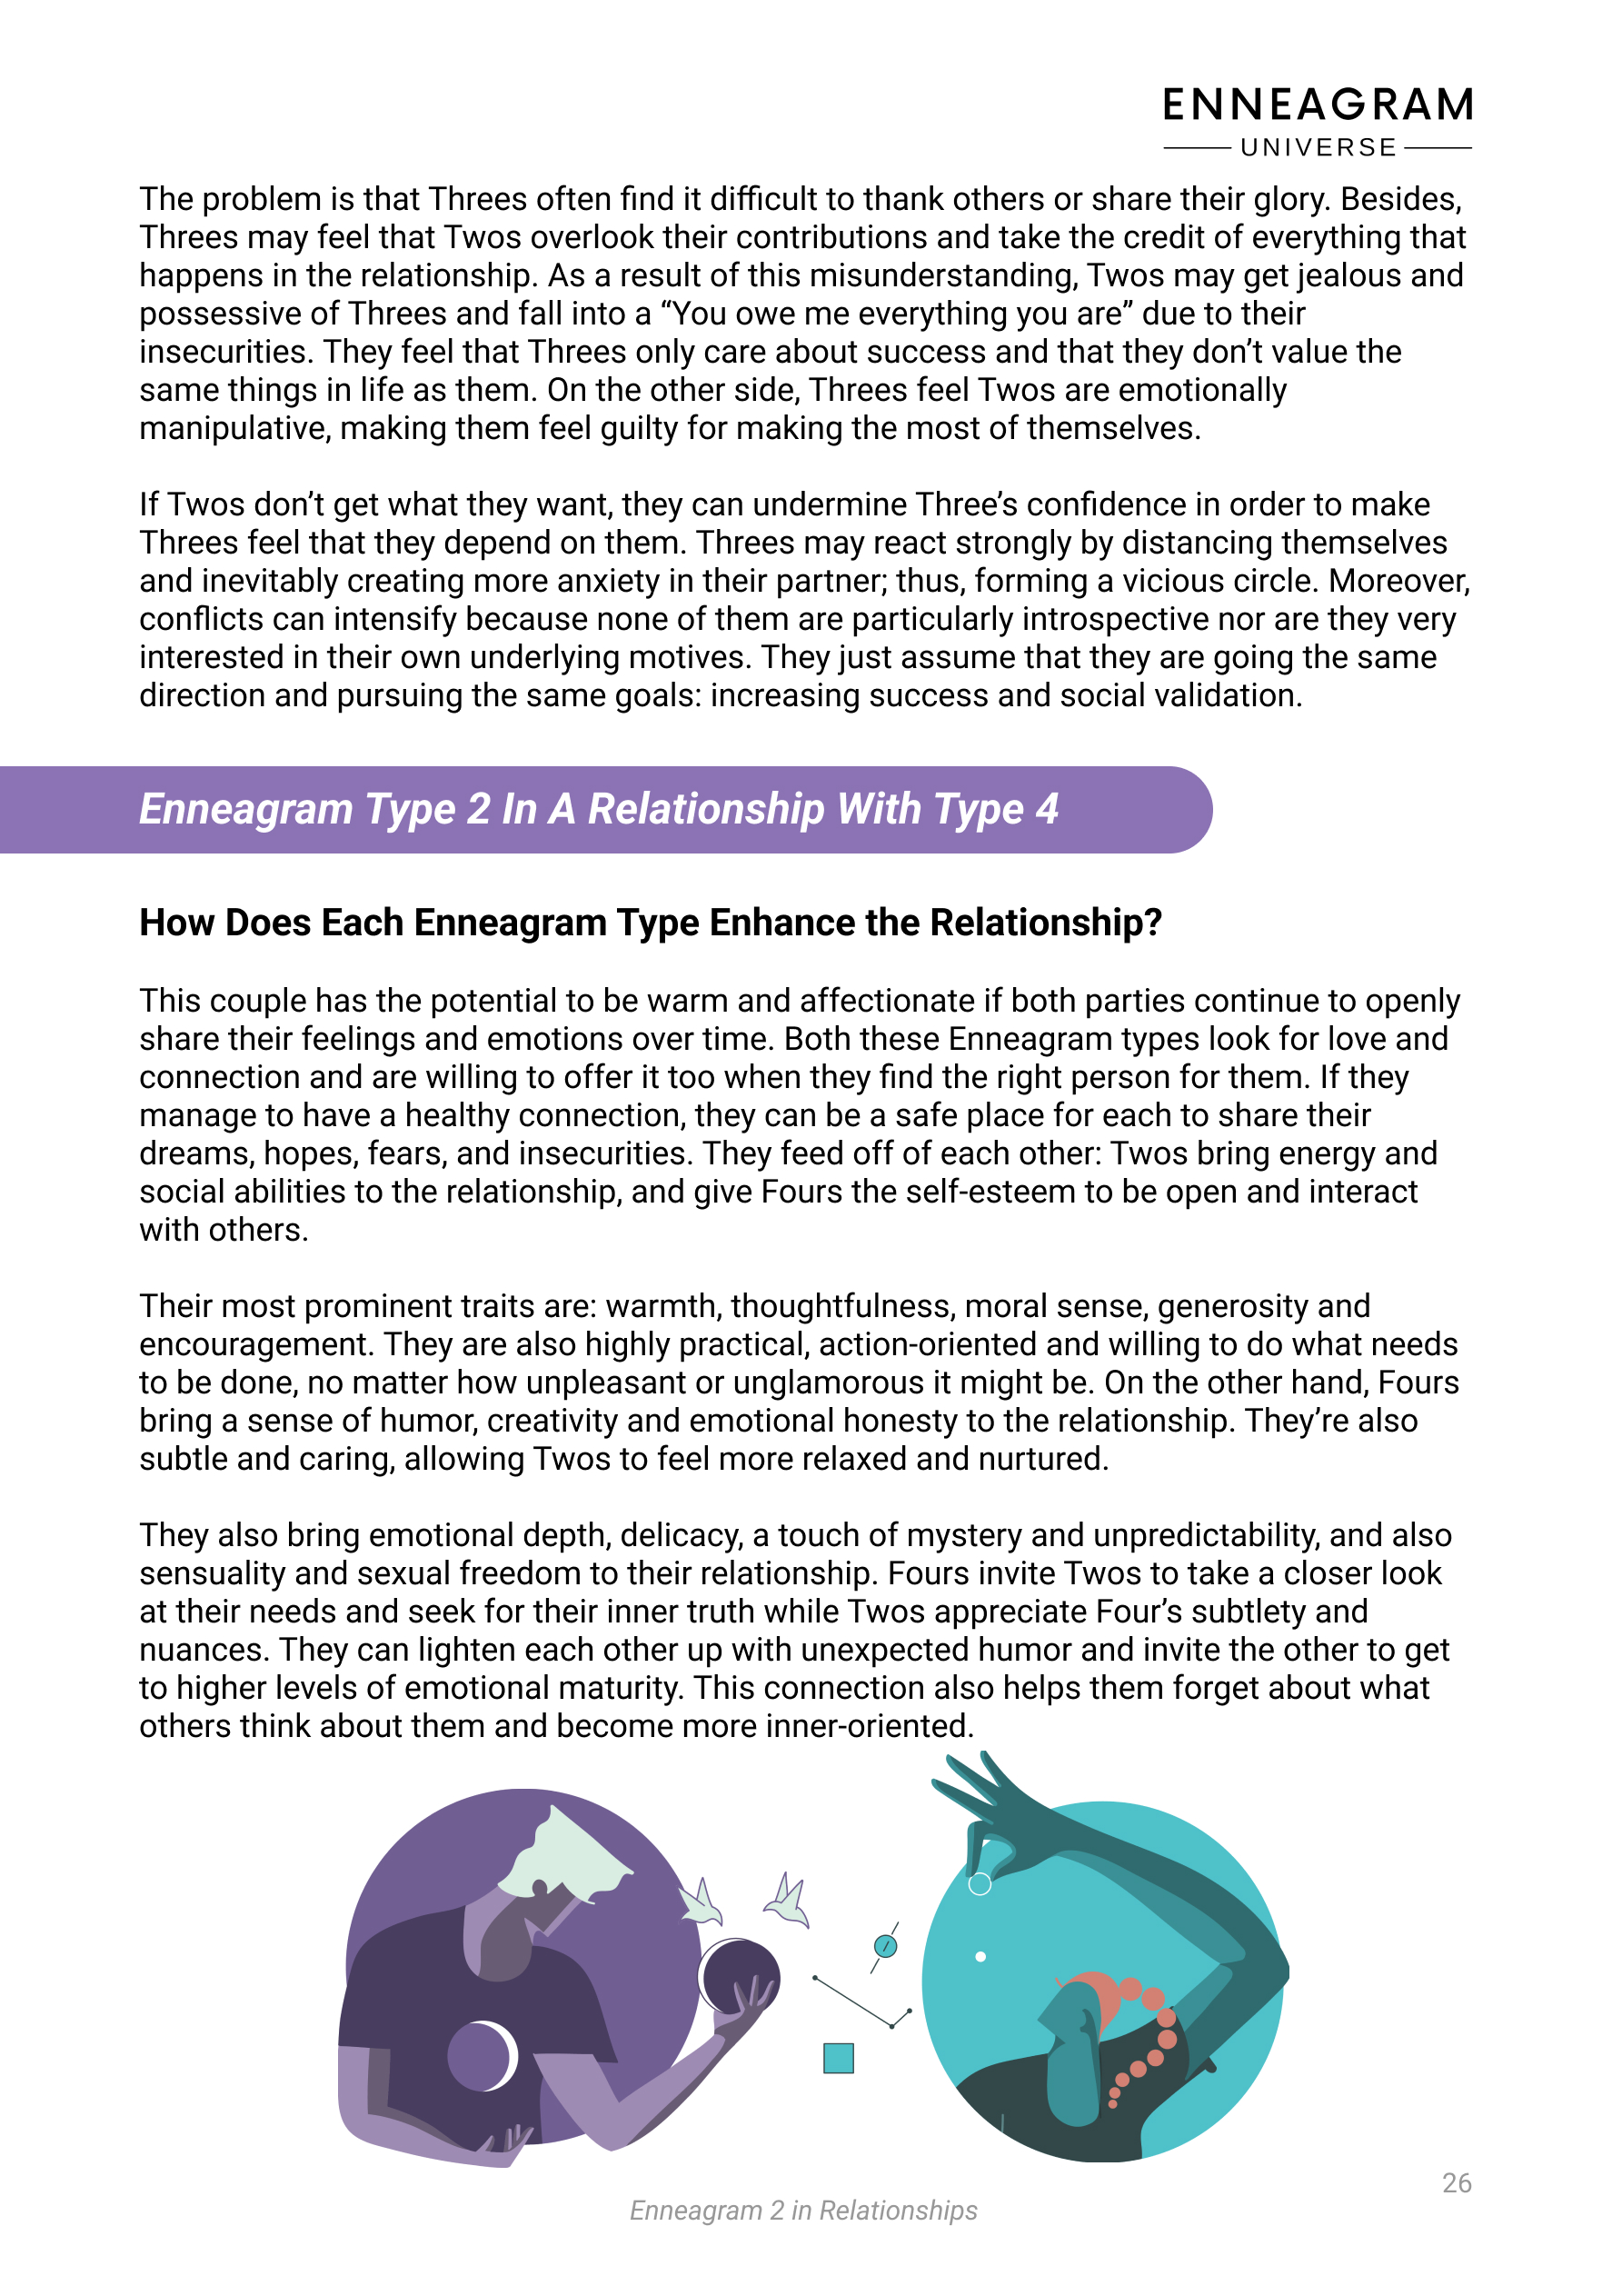 ENNEAGRAM
UNIVERSE
The problem is that Threes often find it difficult to thank others or share their glory. Besides,
Threes may feel that Twos overlook their contributions and take the credit of everything that
happens in the relationship. As a result of this misunderstanding, Twos may get jealous and
possessive of Threes and fall into a “You owe me everything you are” due to their
insecurities. They feel that Threes only care about success and that they don’t value the
same things in life as them. On the other side, Threes feel Twos are emotionally
manipulative, making them feel guilty for making the most of themselves.
If Twos don’t get what they want, they can undermine Three’s confidence in order to make
Threes feel that they depend on them. Threes may react strongly by distancing themselves
and inevitably creating more anxiety in their partner; thus, forming a vicious circle. Moreover,
conflicts can intensify because none of them are particularly introspective nor are they very
interested in their own underlying motives. They just assume that they are going the same
direction and pursuing the same goals: increasing success and social validation.
Enneagram Type 2 In A Relationship With Type 4
How Does Each Enneagram Type Enhance the Relationship?
This couple has the potential to be warm and affectionate if both parties continue to openly
share their feelings and emotions over time. Both these Enneagram types look for love and
connection and are willing to offer it too when they find the right person for them. If they
manage to have a healthy connection, they can be a safe place for each to share their
dreams, hopes, fears, and insecurities. They feed off of each other: Twos bring energy and
social abilities to the relationship, and give Fours the self-esteem to be open and interact
with others.
Their most prominent traits are: warmth, thoughtfulness, moral sense, generosity and
encouragement. They are also highly practical, action-oriented and willing to do what needs
to be done, no matter how unpleasant or unglamorous it might be. On the other hand, Fours
bring a sense of humor, creativity and emotional honesty to the relationship. They’re also
subtle and caring, allowing Twos to feel more relaxed and nurtured.
They also bring emotional depth, delicacy, a touch of mystery and unpredictability, and also
sensuality and sexual freedom to their relationship. Fours invite Twos to take a closer look
at their needs and seek for their inner truth while Twos appreciate Four’s subtlety and
nuances. They can lighten each other up with unexpected humor and invite the other to get
to higher levels of emotional maturity. This connection also helps them forget about what
others think about them and become more inner-oriented.
26
Enneagram 2 in Relationships